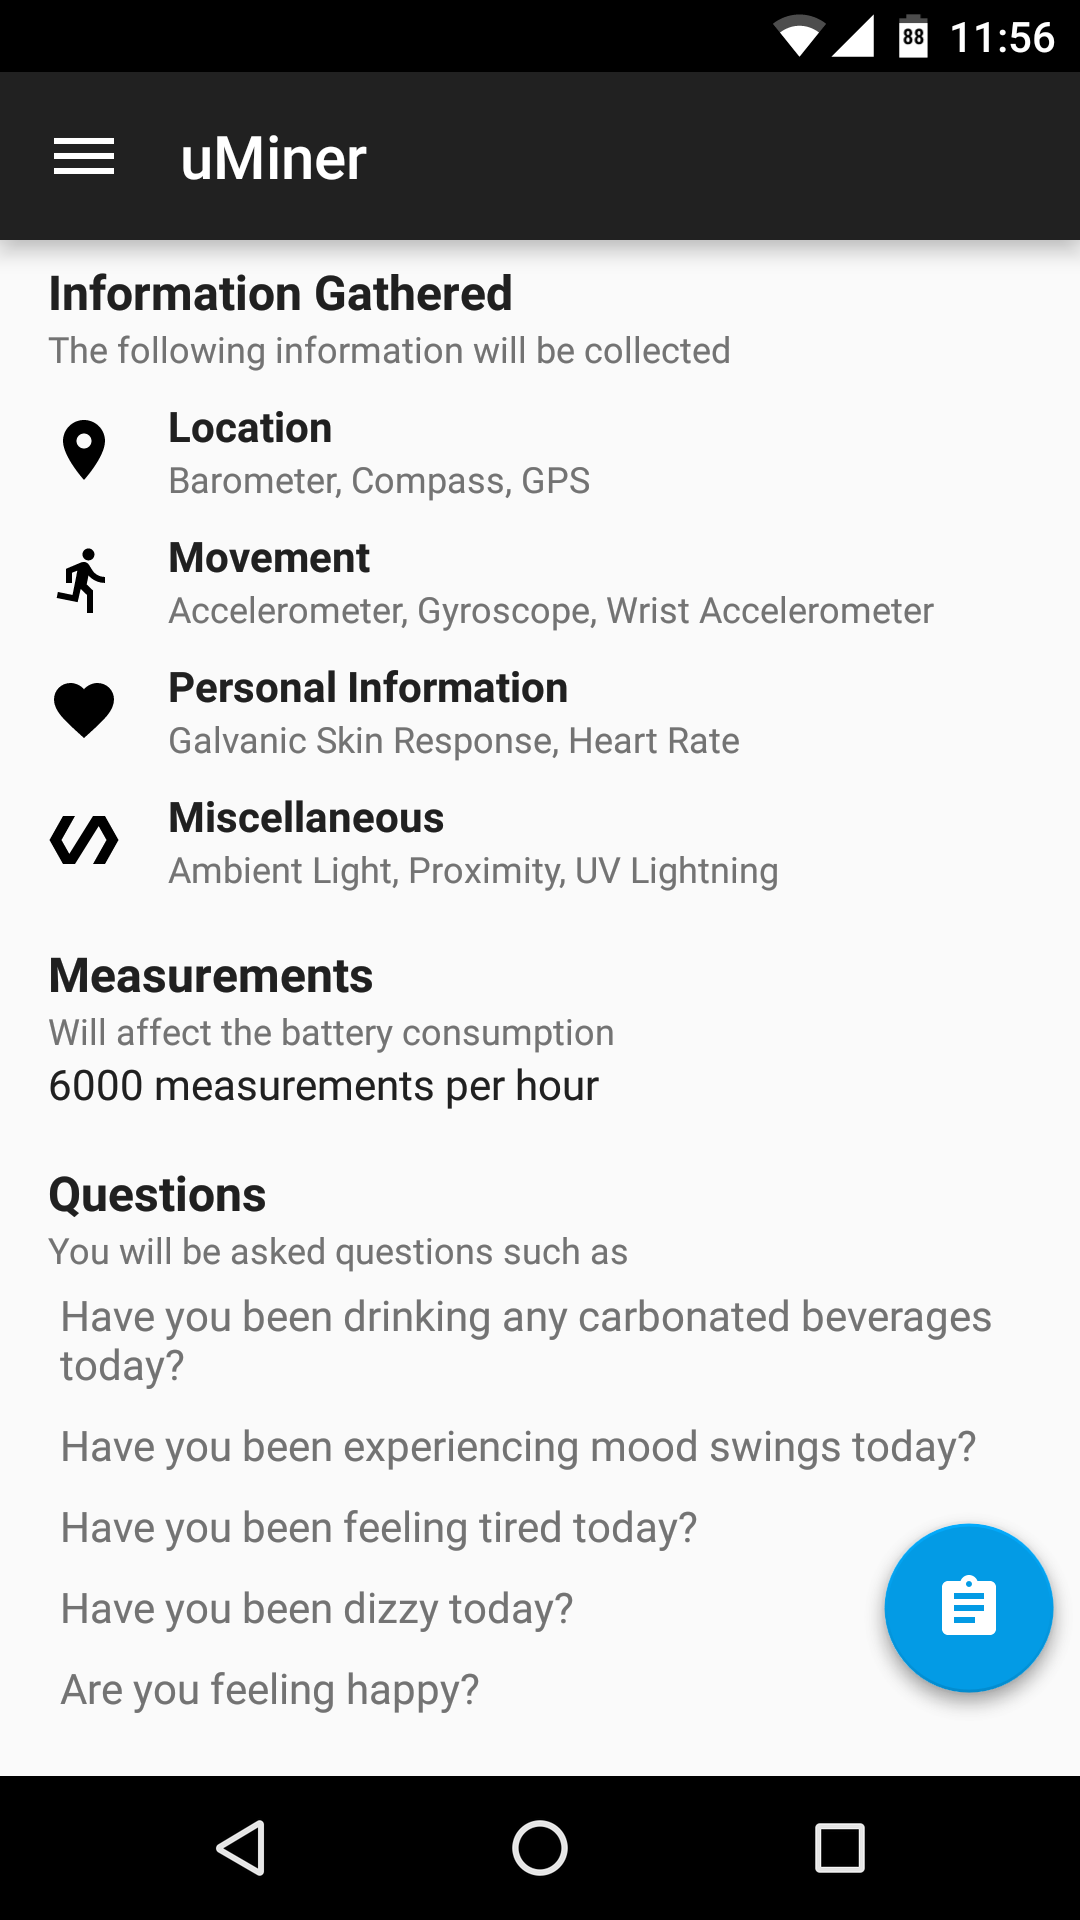 88 11:56
uMiner
Information Gathered
The following information will be collected
Location
Barometer, Compass, GPS
Movement
Accelerometer, Gyroscope, Wrist Accelerometer
Personal Information
Galvanic Skin Response, Heart Rate
Miscellaneous
Ambient Light, Proximity, UV Lightning
Measurements
Will affect the battery consumption
6000 measurements per hour
Questions
You will be asked questions such as
Have you been drinking any carbonated beverages
today?
Have you been experiencing mood swings today?
Have you been feeling tired today?
Have you been dizzy today?
Are you feeling happy?